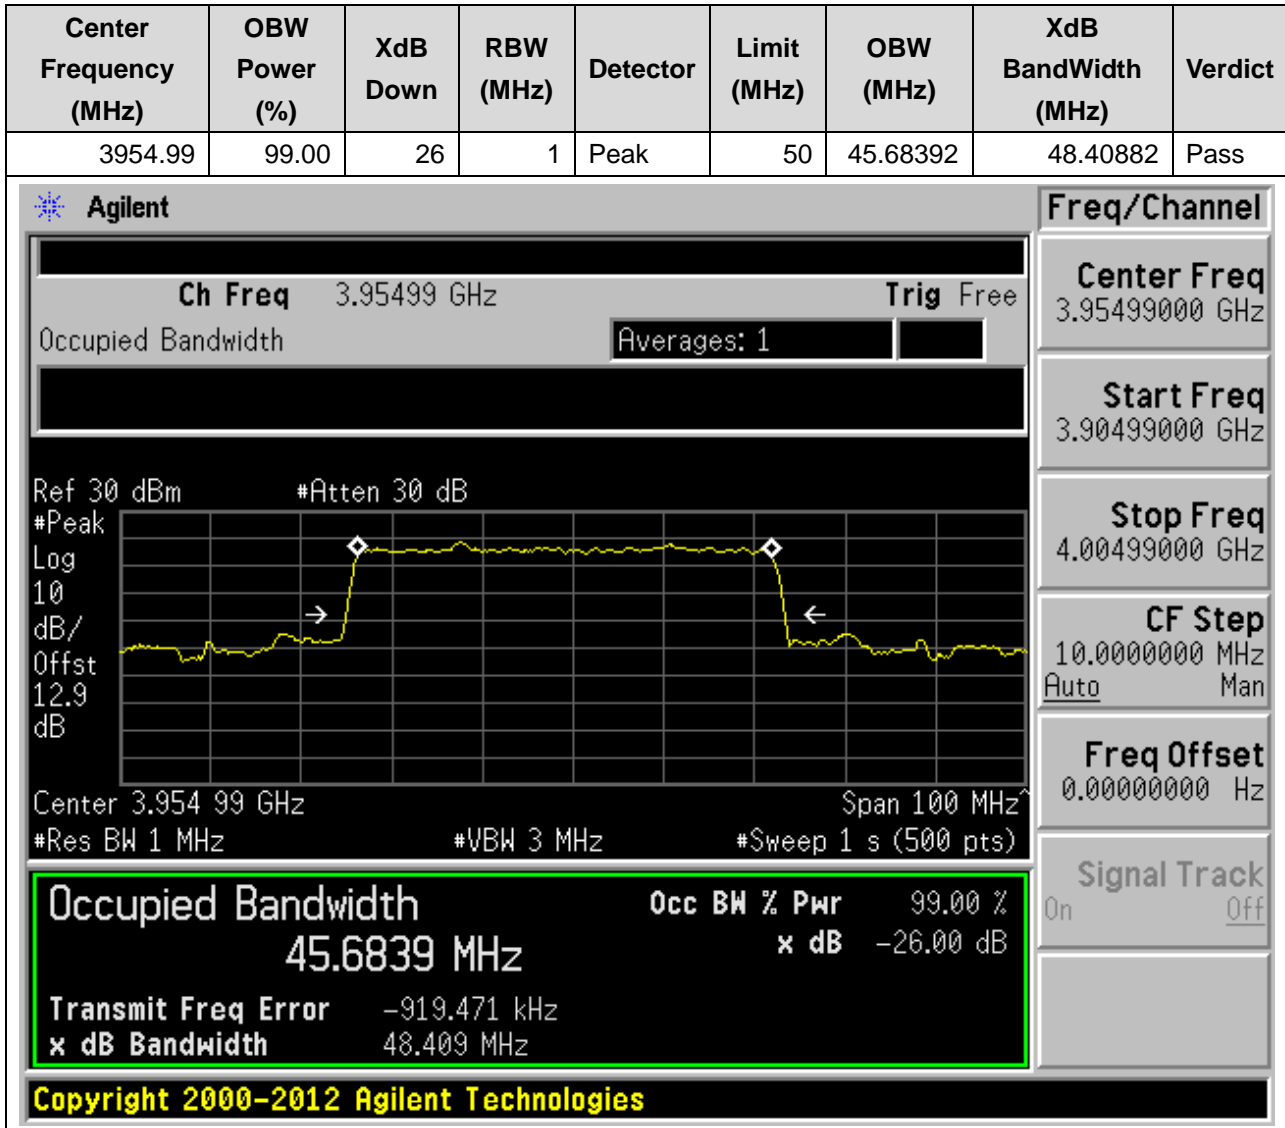 Center Frequency (MHz) OBW Power (%) XdB Down RBW (MHz) Detector Limit (MHz) OBW (MHz) XdB BandWidth (MHz) Verdict
3954.99 99.00 26 1 Peak 50 45.68392 48.40882 Pass
Agilent
Freq/Channel
Ch Freq 3.95499 GHz Trig Free
Occupied Bandwidth Averages: 1
Center Freq
3.95499000 GHz
Start Freq
3.90499000 GHz
Stop Freq
4.00499000 GHz
CF Step
10.0000000 MHz
Auto Man
Freq Offset
0.00000000 Hz
Signal Track
On Off
Ref 30 dBm #Atten 30 dB
#Peak
Log
10
dB/
Offst
12.9
dB
Center 3.954 99 GHz Span 100 MHz^
#Res BW 1 MHz #VBW 3 MHz #Sweep 1 s (500 pts)
Occupied Bandwidth Occ BW % Pwr 99.00 %
45.6839 MHz x dB -26.00 dB
Transmit Freq Error -919.471 kHz
x dB Bandwidth 48.409 MHz
Copyright 2000-2012 Agilent Technologies